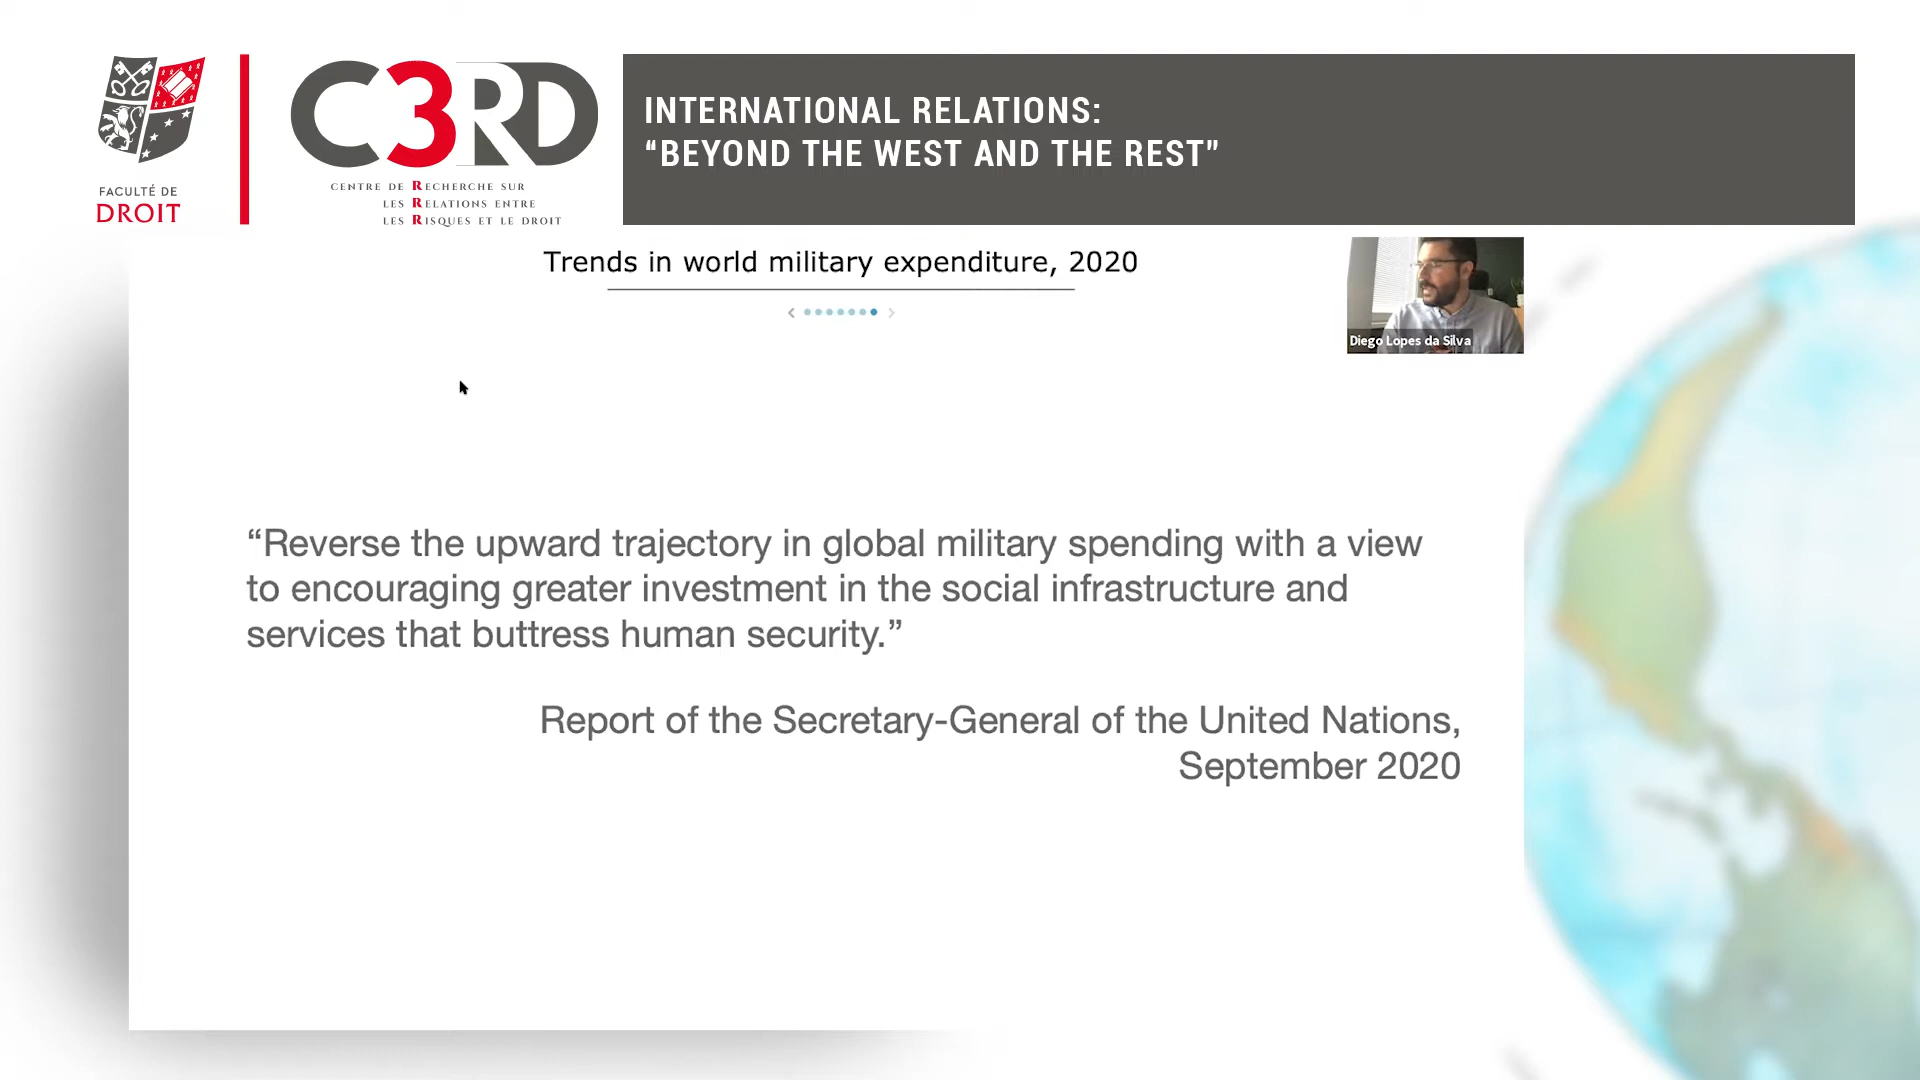 FACULTÉ DE
DROIT
C3RD
CENTRE DE RECHERCHE SUR
LES RELATIONS ENTRE
LES RISQUES ET LE DROIT
INTERNATIONAL RELATIONS:
“BEYOND THE WEST AND THE REST”
Trends in world military expenditure, 2020
Diego Lopes da Silva
“Reverse the upward trajectory in global military spending with a view
to encouraging greater investment in the social infrastructure and
services that buttress human security.”
Report of the Secretary-General of the United Nations,
September 2020